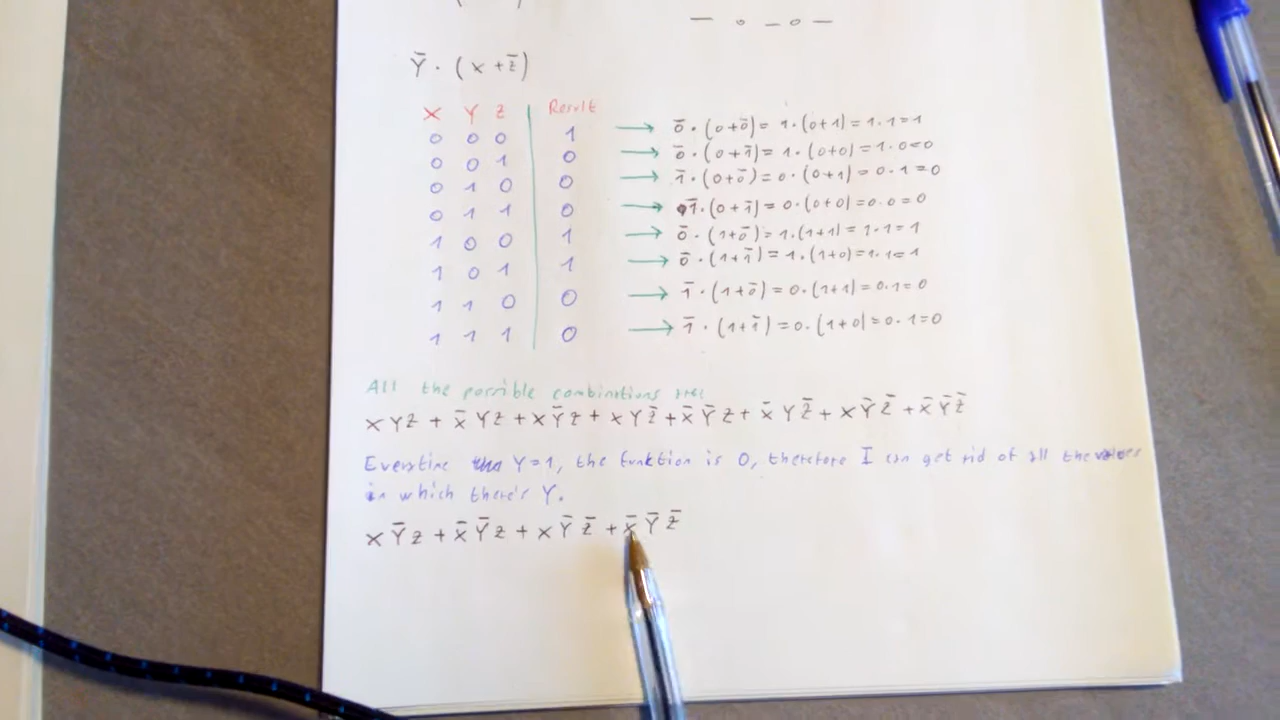 Ȳ · (x + z̄)
X Y Z Result
0 0 0 1 → 0̄ · (0+0̄) = 1 · (0+1) = 1 · 1 = 1
0 0 1 0 → 0̄ · (0+1̄) = 1 · (0+0) = 1 · 0 = 0
0 1 0 0 → 1̄ · (0+0̄) = 0 · (0+1) = 0 · 1 = 0
0 1 1 0 → 1̄ · (0+1̄) = 0 · (0+0) = 0 · 0 = 0
1 0 0 1 → 0̄ · (1+0̄) = 1 · (1+1) = 1 · 1 = 1
1 0 1 1 → 0̄ · (1+1̄) = 1 · (1+0) = 1 · 1 = 1
1 1 0 0 → 1̄ · (1+0̄) = 0 · (1+1) = 0 · 1 = 0
1 1 1 0 → 1̄ · (1+1̄) = 0 · (1+0) = 0 · 1 = 0
All the possible combinations are:
XYZ + X̄YZ + XȲZ + XYZ̄ + X̄ȲZ + X̄YZ̄ + XȲZ̄ + X̄ȲZ̄
Everytime Y=1, the funktion is 0, therefore I can get rid of all the values
in which there's Y.
XȲZ + X̄ȲZ + XȲZ̄ + X̄ȲZ̄